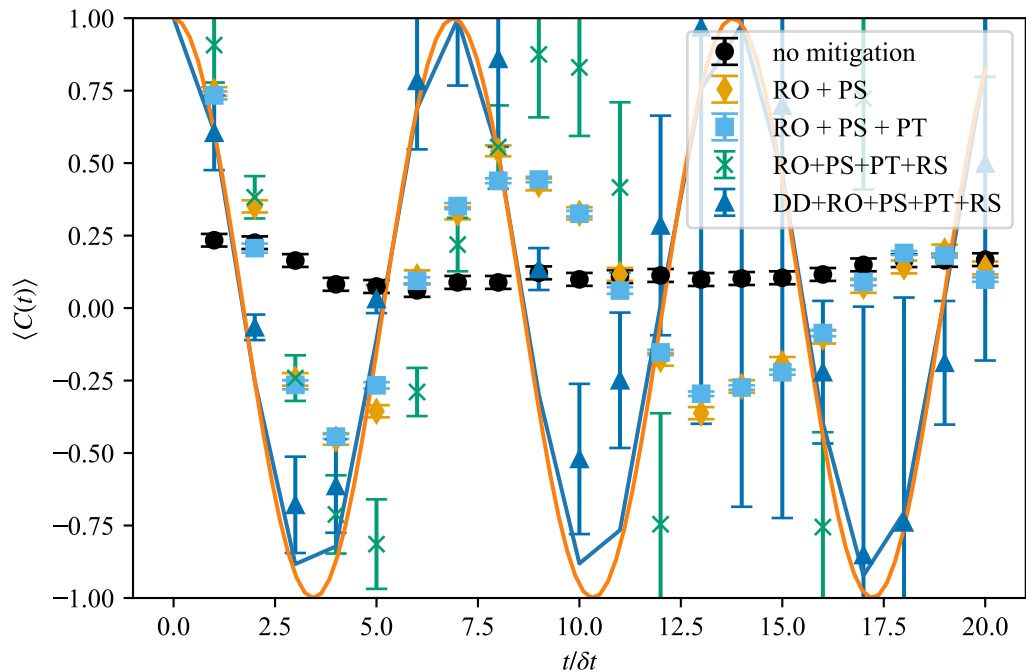 1.00
0.75
0.50
0.25
0.00
−0.25
−0.50
−0.75
−1.00
⟨C(t)⟩
no mitigation
RO + PS
RO + PS + PT
RO+PS+PT+RS
DD+RO+PS+PT+RS
0.0 2.5 5.0 7.5 10.0 12.5 15.0 17.5 20.0
t/δt